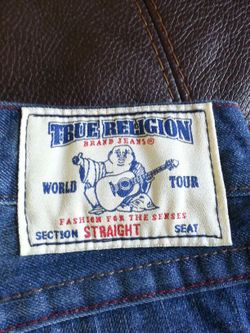 TRUE RELIGION
BRAND JEANS®
WORLD TOUR
FASHION FOR THE SENSES
SECTION STRAIGHT SEAT